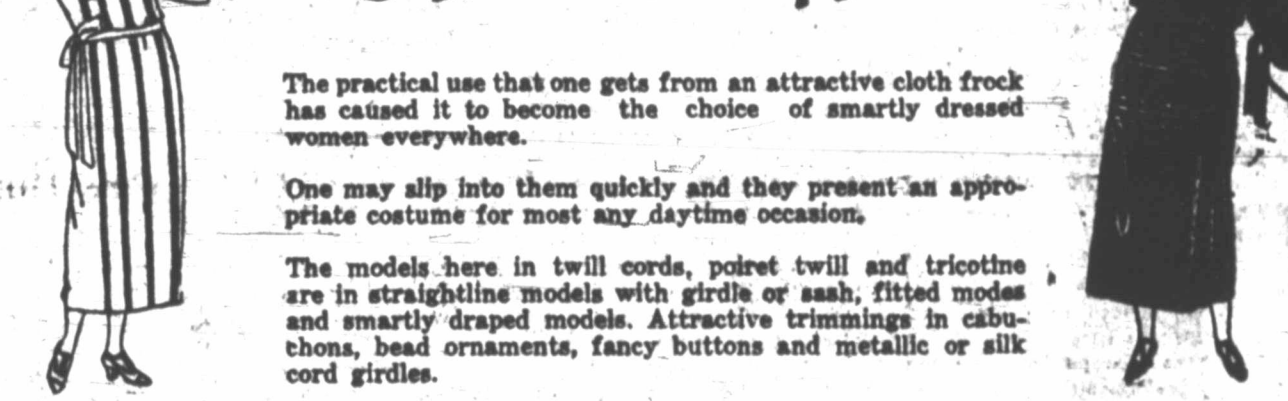 The practical use that one gets from an attractive cloth frock
has caused it to become the choice of smartly dressed
women everywhere.
One may slip into them quickly and they present an appro-
priate costume for most any daytime occasion.
The models here in twill cords, poiret twill and tricotine
are in straightline models with girdle or sash, fitted modes
and smartly draped models. Attractive trimmings in cabu-
chons, bead ornaments, fancy buttons and metallic or silk
cord girdles.